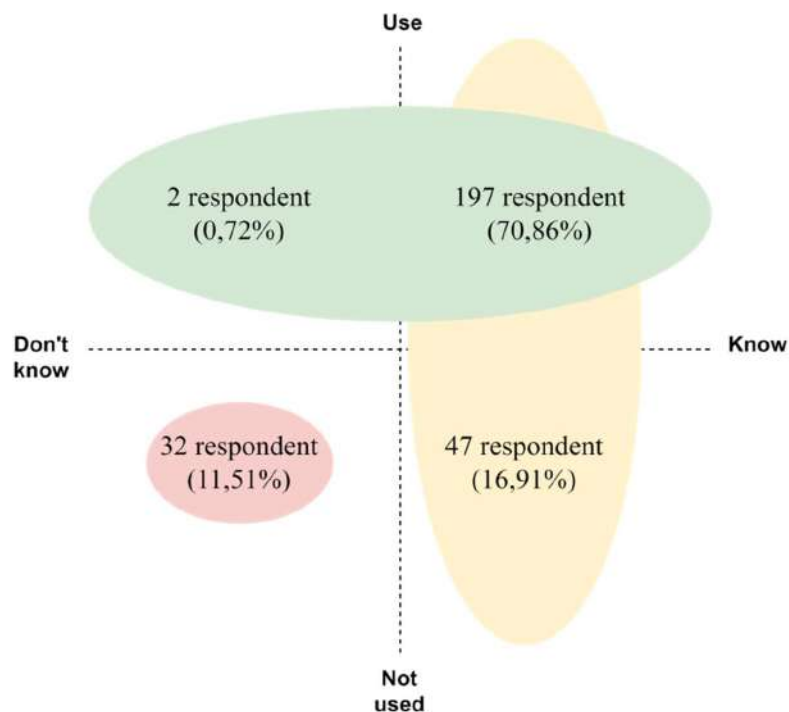 Use
2 respondent
(0,72%)
197 respondent
(70,86%)
Don't
know
Know
32 respondent
(11,51%)
47 respondent
(16,91%)
Not
used